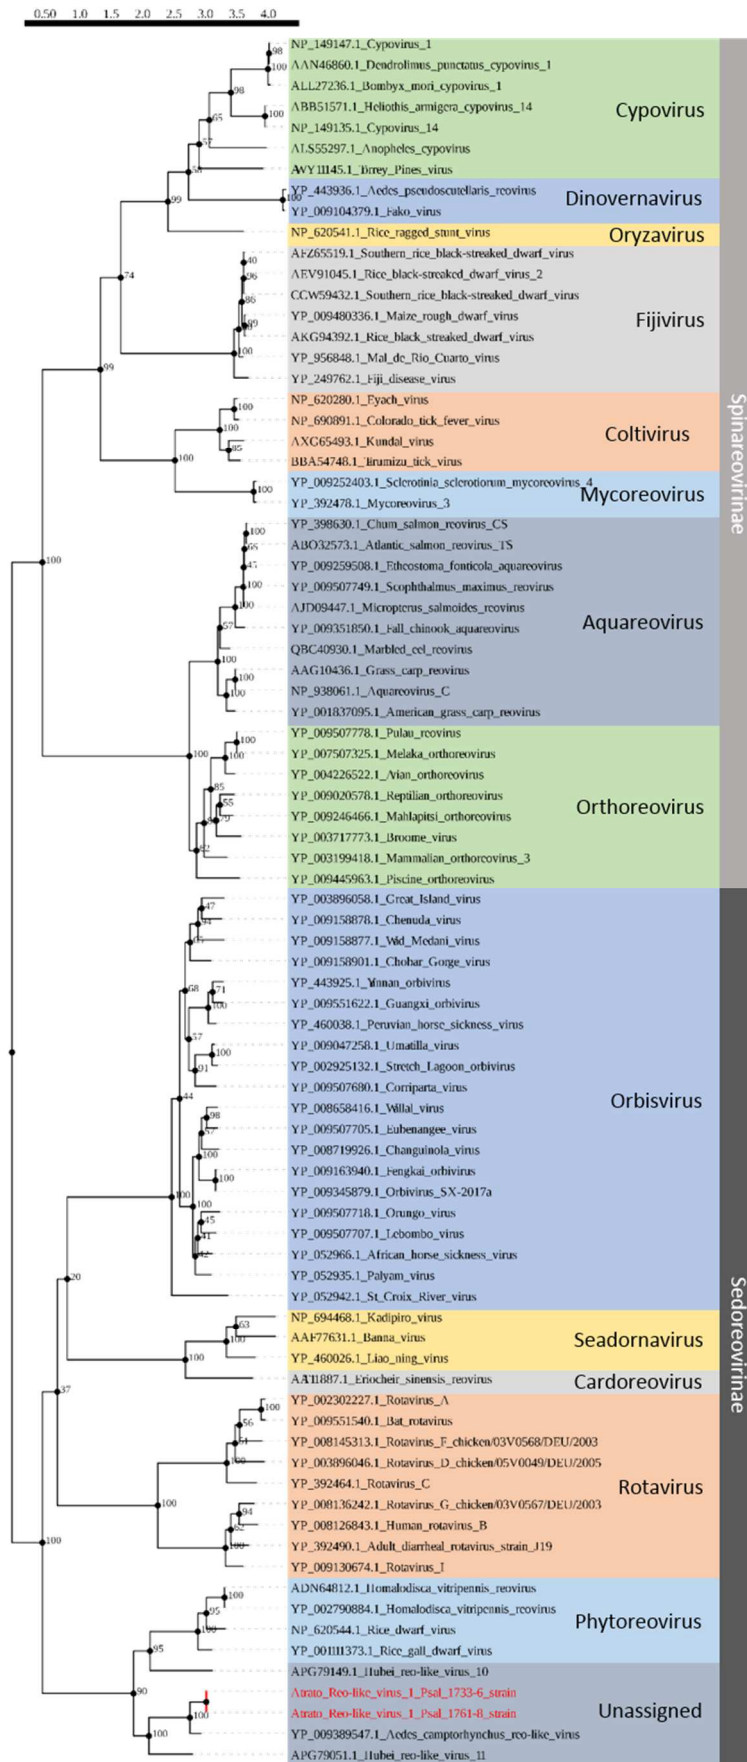 0.50 1.0 1.5 2.0 2.5 3.0 3.5 4.0
NP_149147.1_Cypovirus_1
AAN46860.1_Dendrolimus_punctatus_cypovirus_1
ALL27236.1_Bombyx_mori_cypovirus_1
ABB51571.1_Heliothis_armigera_cypovirus_14
NP_149135.1_Cypovirus_14
ALS55297.1_Anopheles_cypovirus
AWY11145.1_Torrey_Pines_virus
Cypovirus
YP_443936.1_Aedes_pseudoscutellaris_reovirus
YP_009104379.1_Fako_virus
Dinovernavirus
NP_620541.1_Rice_ragged_stunt_virus
Oryzavirus
AFZ65519.1_Southern_rice_black-streaked_dwarf_virus
AEV91045.1_Rice_black-streaked_dwarf_virus_2
CCW59432.1_Southern_rice_black-streaked_dwarf_virus
YP_009480336.1_Maize_rough_dwarf_virus
AKG94392.1_Rice_black_streaked_dwarf_virus
YP_956848.1_Mal_de_Rio_Cuarto_virus
YP_249762.1_Fiji_disease_virus
Fijivirus
NP_620280.1_Eyach_virus
NP_690891.1_Colorado_tick_fever_virus
AXG65493.1_Kundal_virus
BBA54748.1_Tarumizu_tick_virus
Coltivirus
YP_009252403.1_Sclerotinia_sclerotiorum_mycoreovirus_4
YP_392478.1_Mycoreovirus_3
Mycoreovirus
YP_398630.1_Chum_salmon_reovirus_CS
ABO32573.1_Atlantic_salmon_reovirus_TS
YP_009259508.1_Etheostoma_fonticola_aquareovirus
YP_009507749.1_Scophthalmus_maximus_reovirus
AJD09447.1_Micropterus_salmoides_reovirus
YP_009351850.1_Fall_chinook_aquareovirus
QBC40930.1_Marbled_eel_reovirus
AAG10436.1_Grass_carp_reovirus
NP_938061.1_Aquareovirus_C
YP_001837095.1_American_grass_carp_reovirus
Aquareovirus
YP_009507778.1_Pulau_reovirus
YP_007507325.1_Melaka_orthoreovirus
YP_004226522.1_Avian_orthoreovirus
YP_009020578.1_Reptilian_orthoreovirus
YP_009246466.1_Mahlapitsi_orthoreovirus
YP_003717773.1_Broome_virus
YP_003199418.1_Mammalian_orthoreovirus_3
YP_009445963.1_Piscine_orthoreovirus
Orthoreovirus
Spinareovirinae
YP_003896058.1_Great_Island_virus
YP_009158878.1_Chenuda_virus
YP_009158877.1_Wad_Medani_virus
YP_009158901.1_Chobar_Gorge_virus
YP_443925.1_Yunnan_orbivirus
YP_009551622.1_Guangxi_orbivirus
YP_460038.1_Peruvian_horse_sickness_virus
YP_009047258.1_Umatilla_virus
YP_002925132.1_Stretch_Lagoon_orbivirus
YP_009507680.1_Corriparta_virus
YP_008658416.1_Wallal_virus
YP_009507705.1_Eubenangee_virus
YP_008719926.1_Changuinola_virus
YP_009163940.1_Fengkai_orbivirus
YP_009345879.1_Orbivirus_SX-2017a
YP_009507718.1_Orungo_virus
YP_009507707.1_Lebombo_virus
YP_052966.1_African_horse_sickness_virus
YP_052935.1_Palyam_virus
YP_052942.1_St_Croix_River_virus
Orbisvirus
NP_694468.1_Kadipiro_virus
AAF77631.1_Banna_virus
YP_460026.1_Liao_ning_virus
Seadornavirus
AAT11887.1_Eriocheir_sinensis_reovirus
Cardoreovirus
YP_002302227.1_Rotavirus_A
YP_009551540.1_Bat_rotavirus
YP_008145313.1_Rotavirus_F_chicken/03V0568/DEU/2003
YP_003896046.1_Rotavirus_D_chicken/05V0049/DEU/2005
YP_392464.1_Rotavirus_C
YP_008136242.1_Rotavirus_G_chicken/03V0567/DEU/2003
YP_008126843.1_Human_rotavirus_B
YP_392490.1_Adult_diarrheal_rotavirus_strain_J19
YP_009130674.1_Rotavirus_I
Rotavirus
ADN64812.1_Homalodisca_vitripennis_reovirus
YP_002790884.1_Homalodisca_vitripennis_reovirus
NP_620544.1_Rice_dwarf_virus
YP_001111373.1_Rice_gall_dwarf_virus
Phytoreovirus
APG79149.1_Hubei_reo-like_virus_10
Atrato_Reo-like_virus_1_Psal_1733-6_strain
Atrato_Reo-like_virus_1_Psal_1761-8_strain
YP_009389547.1_Aedes_camptorhynchus_reo-like_virus
APG79051.1_Hubei_reo-like_virus_11
Unassigned
Sedoreovirinae